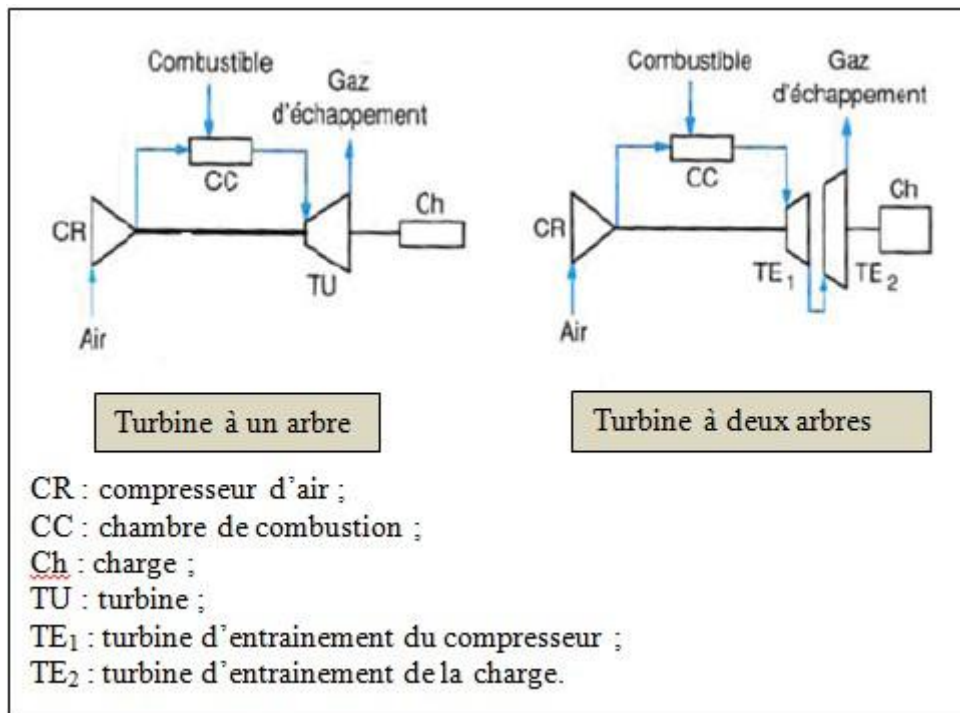 Combustible
Gaz
d'échappement
CC
CR
Ch
TU
Air
Combustible
Gaz
d'échappement
CC
Ch
CR
TE₁
TE₂
Air
Turbine à un arbre
Turbine à deux arbres
CR : compresseur d'air ;
CC : chambre de combustion ;
Ch : charge ;
TU : turbine ;
TE₁ : turbine d'entrainement du compresseur ;
TE₂ : turbine d'entrainement de la charge.